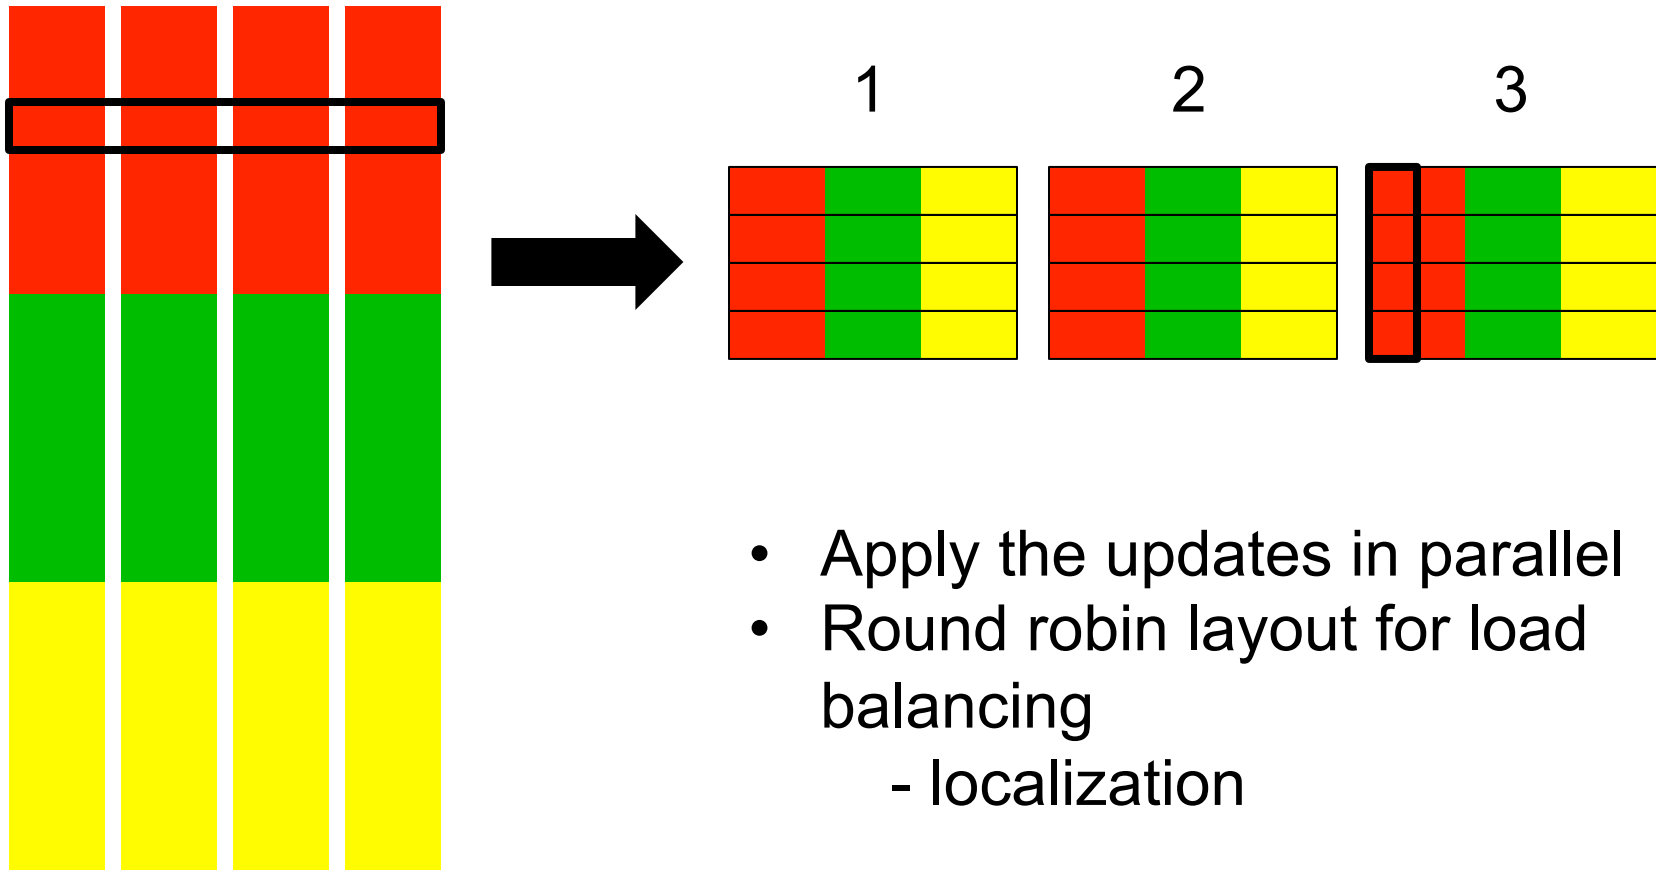 1 2 3
• Apply the updates in parallel
• Round robin layout for load
balancing
- localization